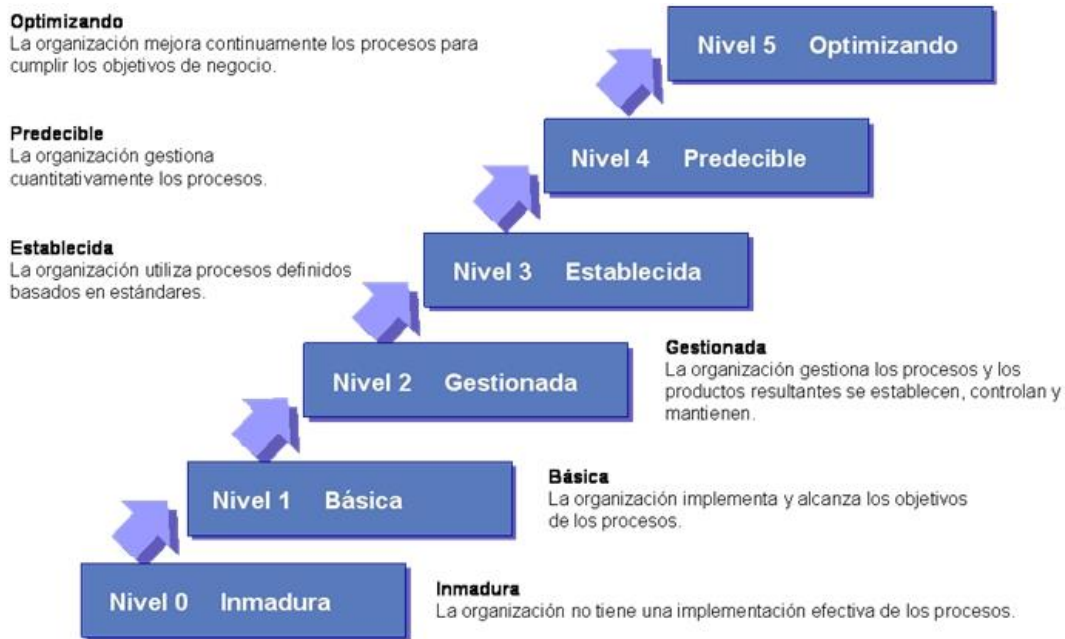 Optimizando
La organización mejora continuamente los procesos para
cumplir los objetivos de negocio.
Nivel 5 Optimizando
Predecible
La organización gestiona
cuantitativamente los procesos.
Nivel 4 Predecible
Establecida
La organización utiliza procesos definidos
basados en estándares.
Nivel 3 Establecida
Nivel 2 Gestionada
Gestionada
La organización gestiona los procesos y los
productos resultantes se establecen, controlan y
mantienen.
Nivel 1 Básica
Básica
La organización implementa y alcanza los objetivos
de los procesos.
Nivel 0 Inmadura
Inmadura
La organización no tiene una implementación efectiva de los procesos.